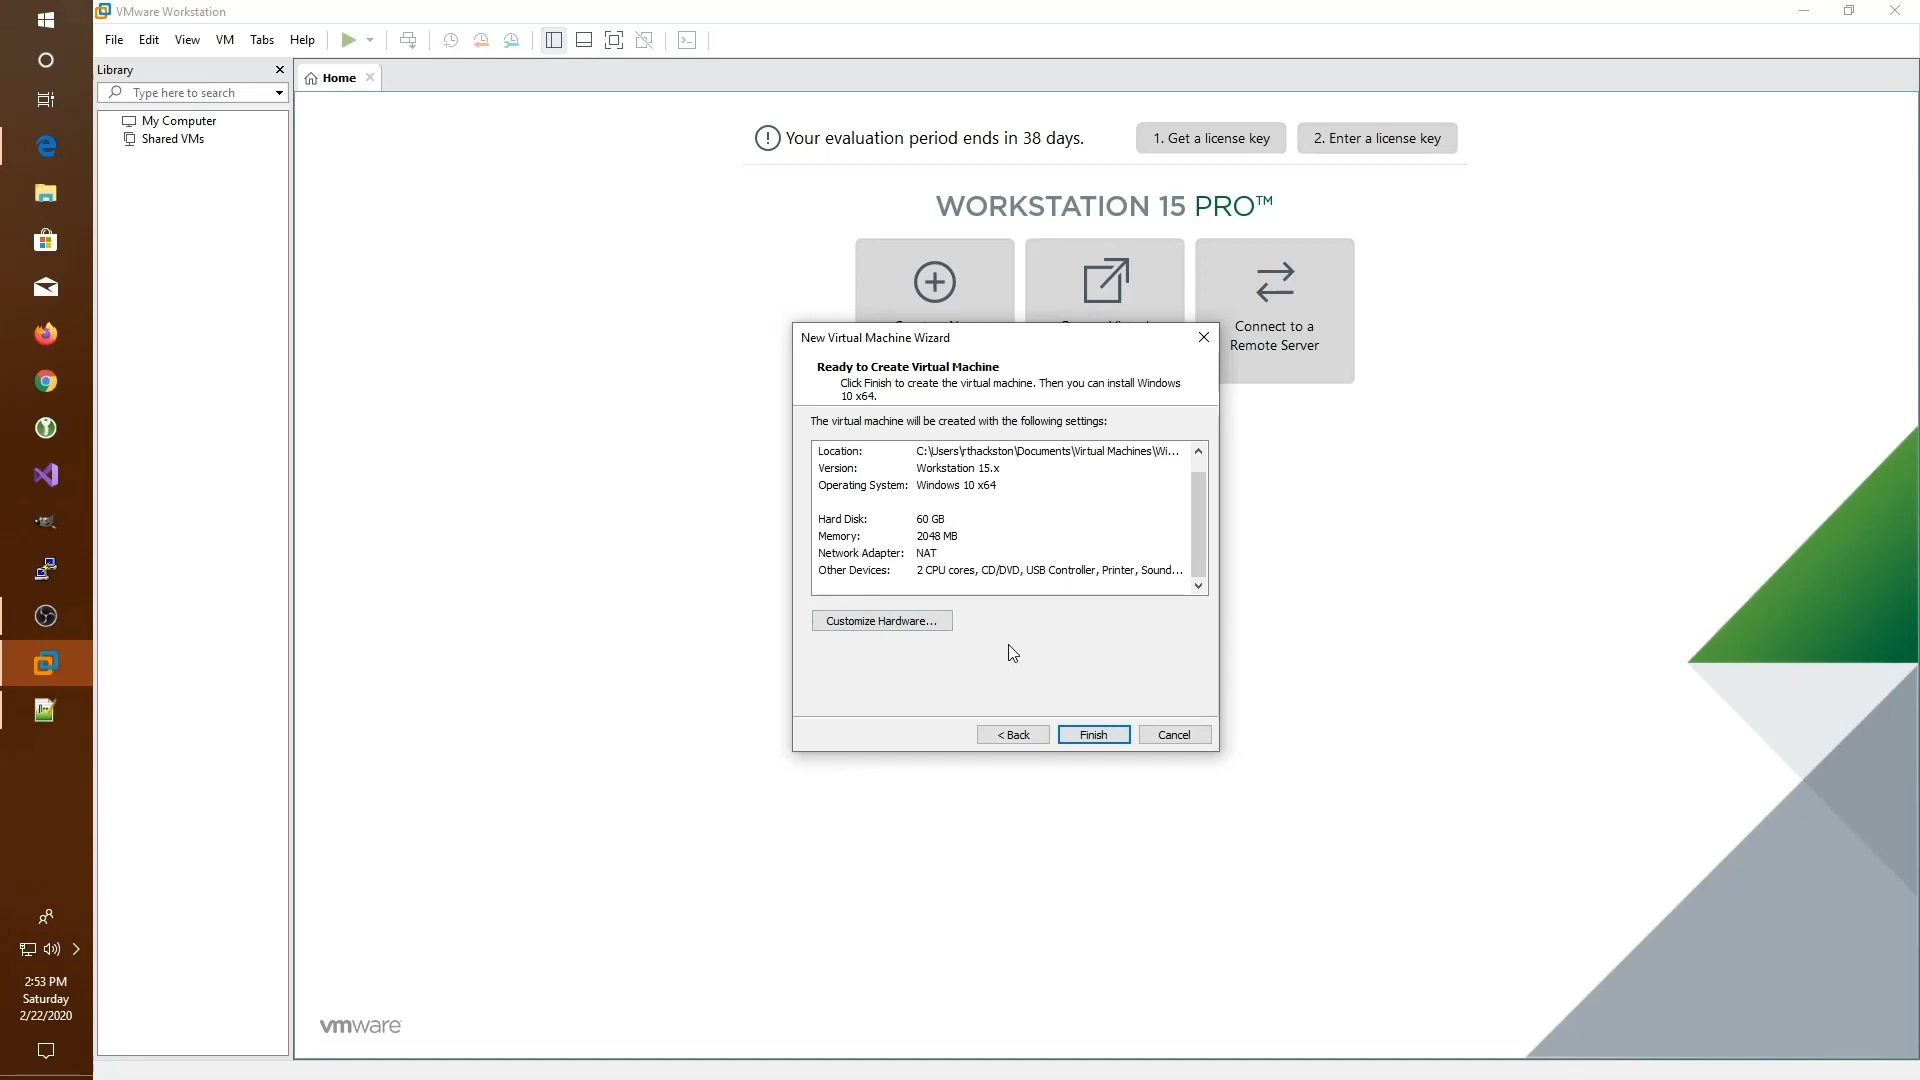 VMware Workstation
File Edit View VM Tabs Help
Library
Type here to search
My Computer
Shared VMs
Home
Your evaluation period ends in 38 days.
1. Get a license key
2. Enter a license key
WORKSTATION 15 PRO™
Connect to a
Remote Server
New Virtual Machine Wizard
Ready to Create Virtual Machine
Click Finish to create the virtual machine. Then you can install Windows
10 x64.
The virtual machine will be created with the following settings:
Location: C:\Users\rthackston\Documents\Virtual Machines\Wi...
Version: Workstation 15.x
Operating System: Windows 10 x64
Hard Disk: 60 GB
Memory: 2048 MB
Network Adapter: NAT
Other Devices: 2 CPU cores, CD/DVD, USB Controller, Printer, Sound...
Customize Hardware...
< Back
Finish
Cancel
2:53 PM
Saturday
2/22/2020
vmware